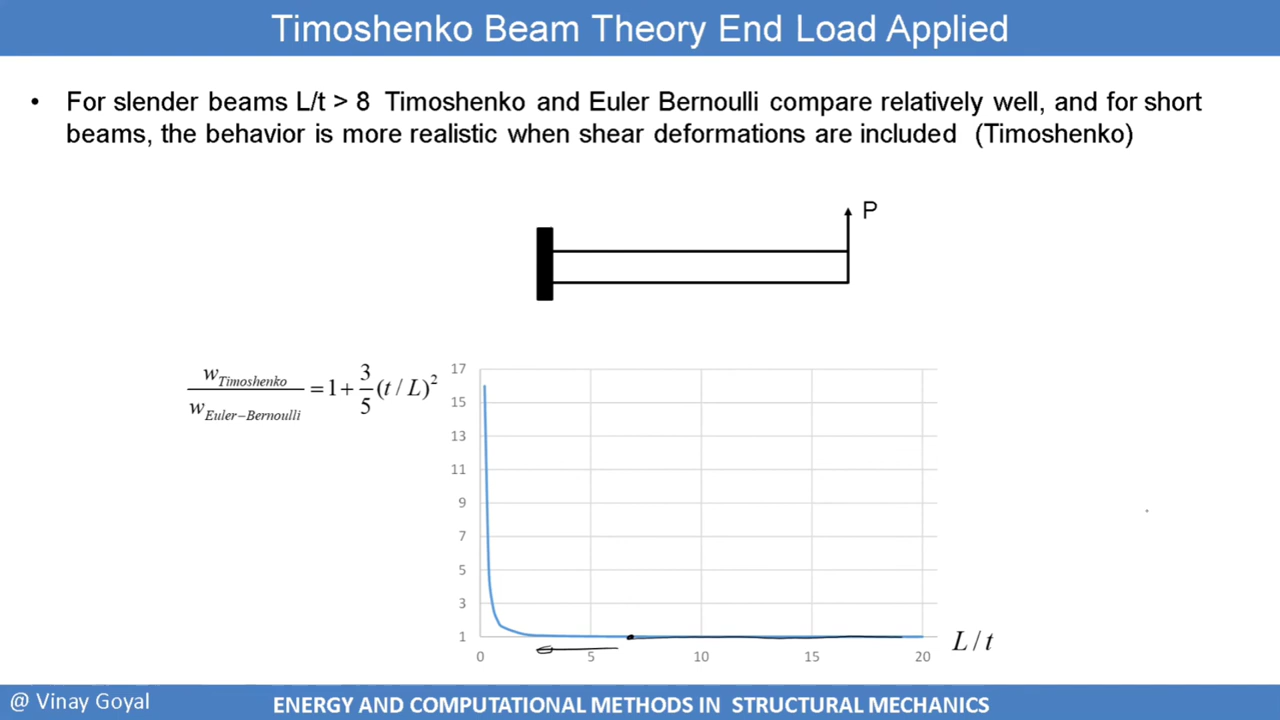 Timoshenko Beam Theory End Load Applied
• For slender beams L/t > 8 Timoshenko and Euler Bernoulli compare relatively well, and for short
beams, the behavior is more realistic when shear deformations are included (Timoshenko)
P
w_Timoshenko / w_Euler−Bernoulli = 1 + 3/5 (t / L)²
17
15
13
11
9
7
5
3
1
0 5 10 15 20
L / t
@ Vinay Goyal
ENERGY AND COMPUTATIONAL METHODS IN STRUCTURAL MECHANICS